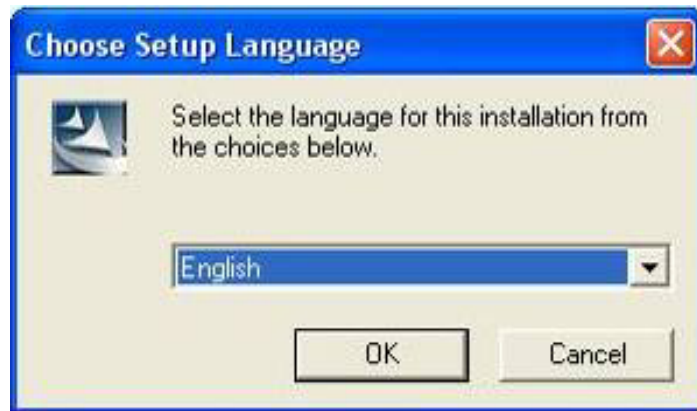 Choose Setup Language
Select the language for this installation from
the choices below.
English
OK
Cancel